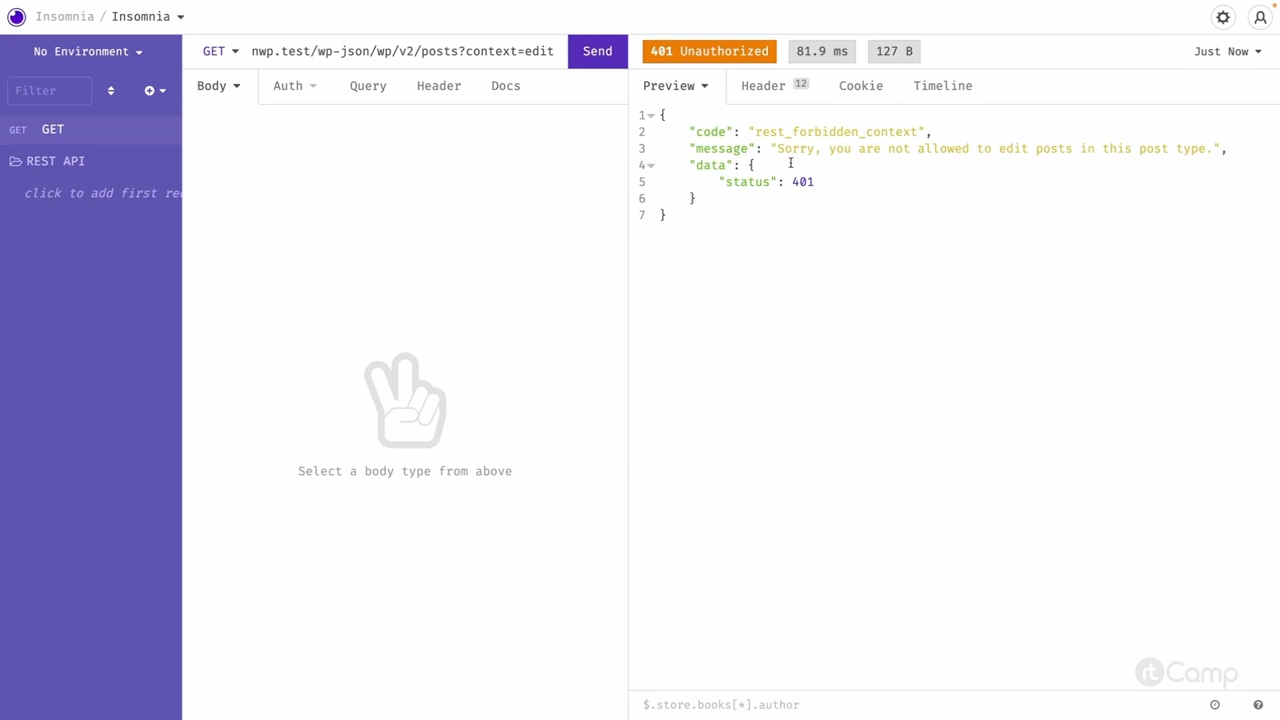 Insomnia / Insomnia
No Environment
GET nwp.test/wp-json/wp/v2/posts?context=edit Send
401 Unauthorized 81.9 ms 127 B Just Now
Filter
Body Auth Query Header Docs
Preview Header 12 Cookie Timeline
GET GET
REST API
click to add first rec
1 {
2 "code": "rest_forbidden_context",
3 "message": "Sorry, you are not allowed to edit posts in this post type.",
4 "data": {
5 "status": 401
6 }
7 }
Select a body type from above
rtCamp
$.store.books[*].author